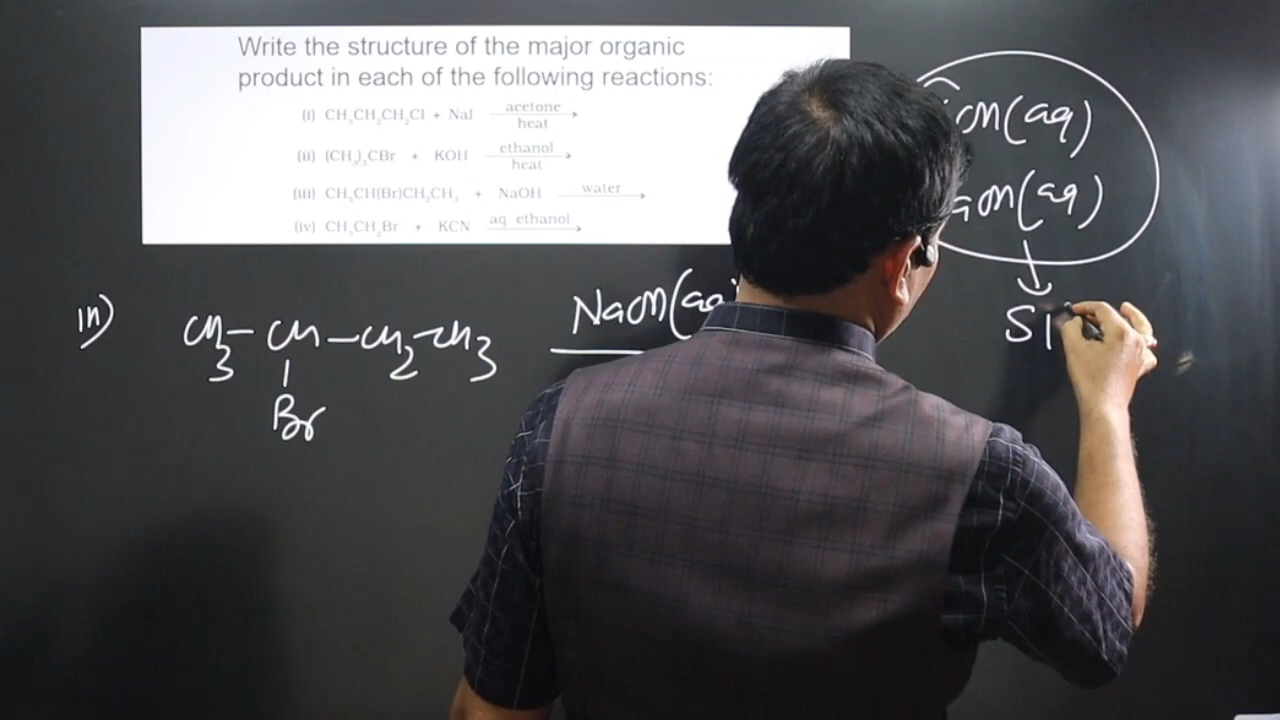 Write the structure of the major organic
product in each of the following reactions:
(i) CH₃CH₂CH₂Cl + NaI acetone heat
(ii) (CH₃)₃CBr + KOH ethanol heat
(iii) CH₃CH(Br)CH₂CH₃ + NaOH water
(iv) CH₃CH₂Br + KCN aq. ethanol
OH(aq)
aOH(aq)
iii) CH₃-CH-CH₂-CH₃ NaOH(aq
Br